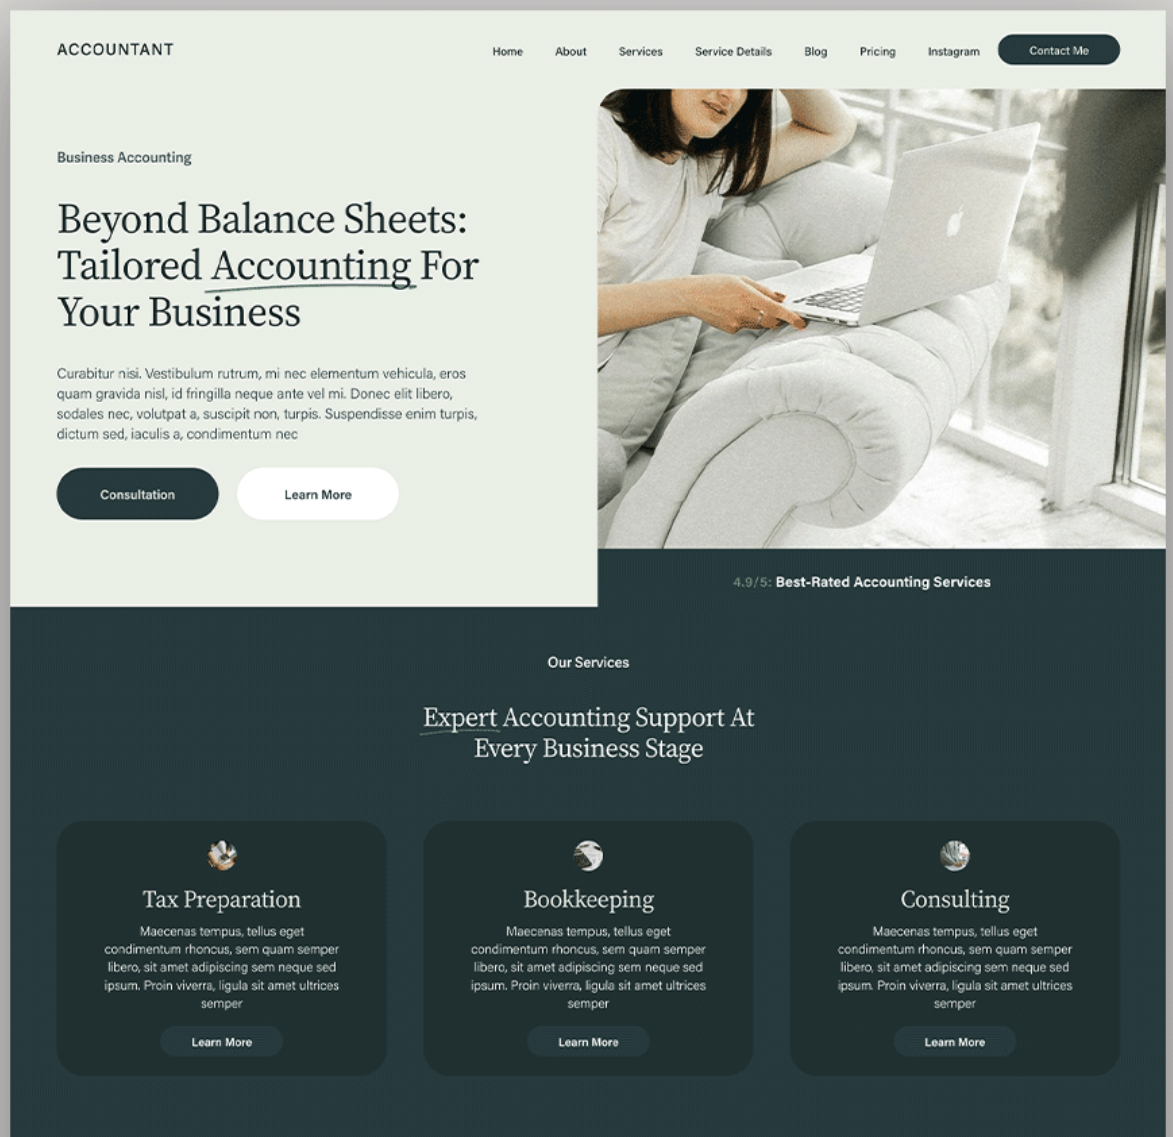 ACCOUNTANT
Home About Services Service Details Blog Pricing Instagram Contact Me
Business Accounting
Beyond Balance Sheets:
Tailored Accounting For
Your Business
Curabitur nisi. Vestibulum rutrum, mi nec elementum vehicula, eros
quam gravida nisl, id fringilla neque ante vel mi. Donec elit libero,
sodales nec, volutpat a, suscipit non, turpis. Suspendisse enim turpis,
dictum sed, iaculis a, condimentum nec
Consultation Learn More
4.9/5: Best-Rated Accounting Services
Our Services
Expert Accounting Support At
Every Business Stage
Tax Preparation
Maecenas tempus, tellus eget
condimentum rhoncus, sem quam semper
libero, sit amet adipiscing sem neque sed
ipsum. Proin viverra, ligula sit amet ultrices
semper
Learn More
Bookkeeping
Maecenas tempus, tellus eget
condimentum rhoncus, sem quam semper
libero, sit amet adipiscing sem neque sed
ipsum. Proin viverra, ligula sit amet ultrices
semper
Learn More
Consulting
Maecenas tempus, tellus eget
condimentum rhoncus, sem quam semper
libero, sit amet adipiscing sem neque sed
ipsum. Proin viverra, ligula sit amet ultrices
semper
Learn More